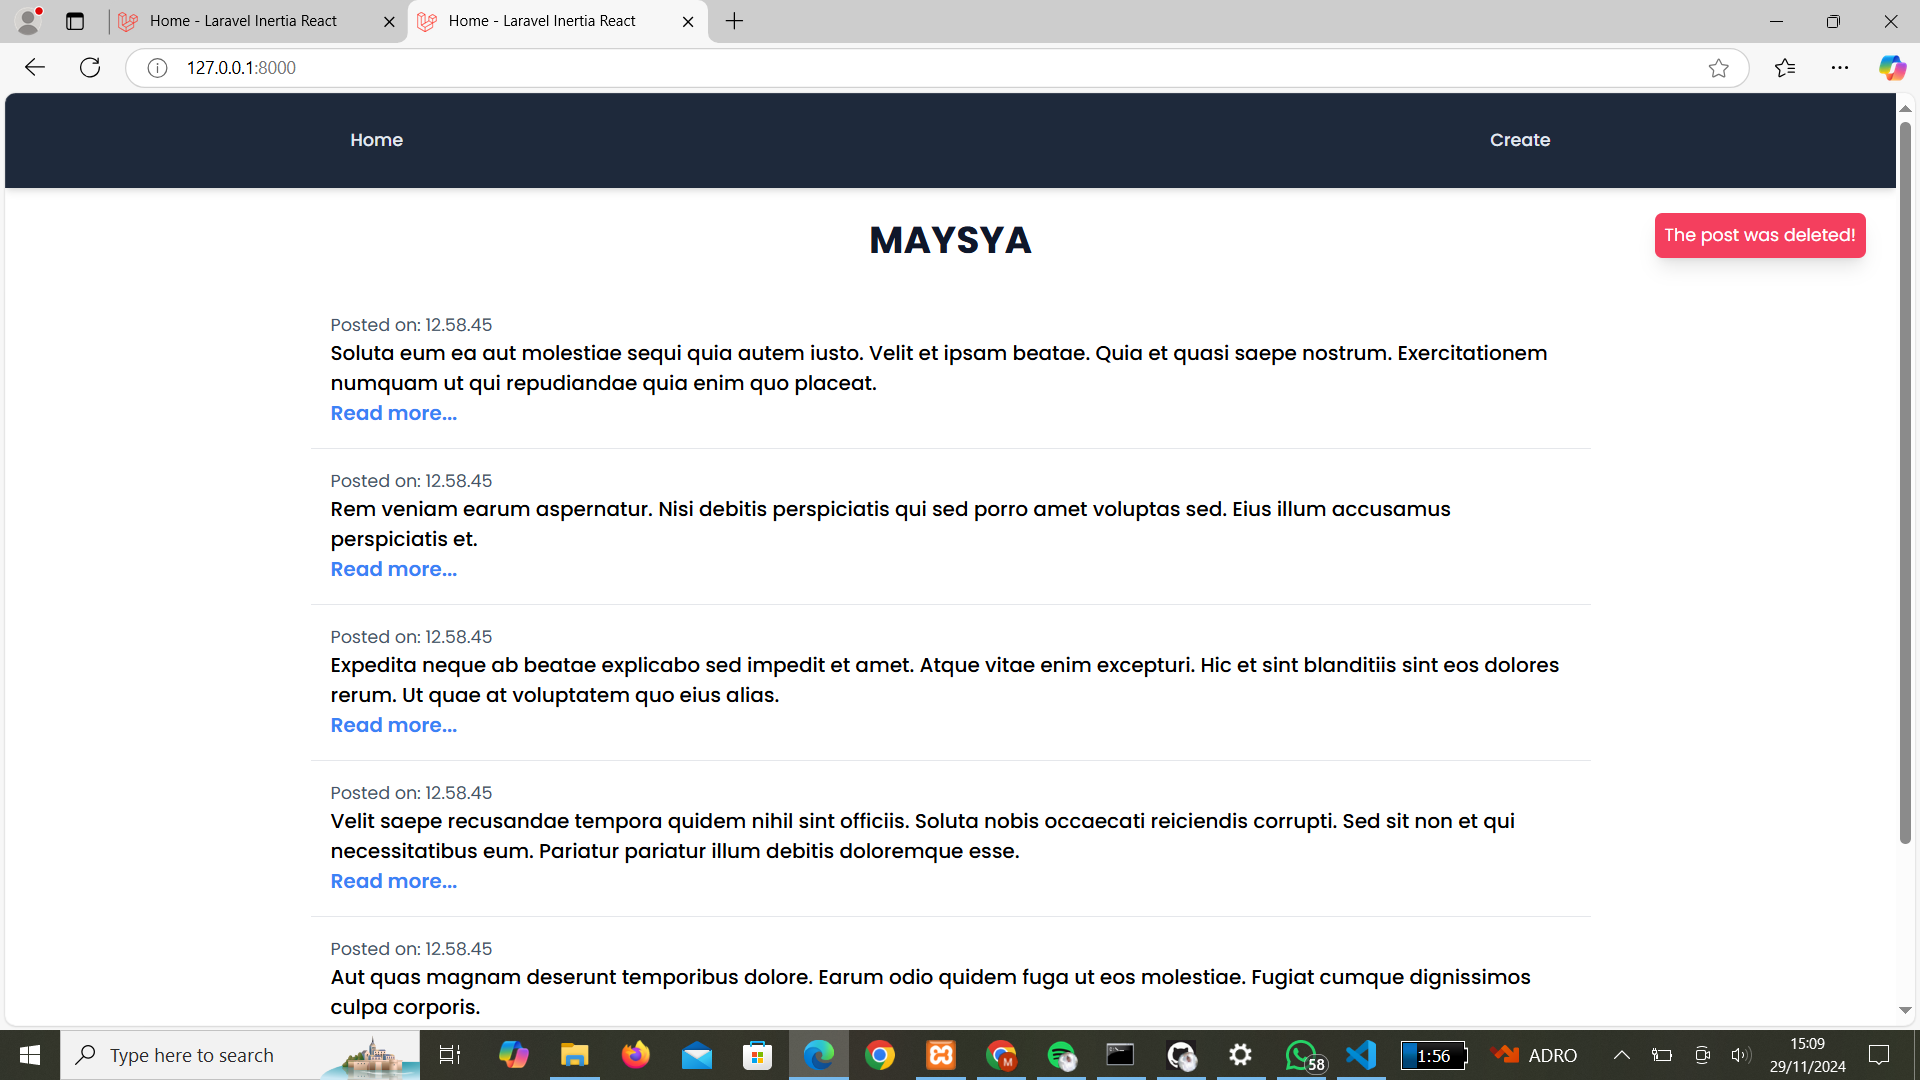 Home - Laravel Inertia React
Home - Laravel Inertia React
127.0.0.1:8000
Home
Create
MAYSYA
The post was deleted!
Posted on: 12.58.45
Soluta eum ea aut molestiae sequi quia autem iusto. Velit et ipsam beatae. Quia et quasi saepe nostrum. Exercitationem
numquam ut qui repudiandae quia enim quo placeat.
Read more...
Posted on: 12.58.45
Rem veniam earum aspernatur. Nisi debitis perspiciatis qui sed porro amet voluptas sed. Eius illum accusamus
perspiciatis et.
Read more...
Posted on: 12.58.45
Expedita neque ab beatae explicabo sed impedit et amet. Atque vitae enim excepturi. Hic et sint blanditiis sint eos dolores
rerum. Ut quae at voluptatem quo eius alias.
Read more...
Posted on: 12.58.45
Velit saepe recusandae tempora quidem nihil sint officiis. Soluta nobis occaecati reiciendis corrupti. Sed sit non et qui
necessitatibus eum. Pariatur pariatur illum debitis doloremque esse.
Read more...
Posted on: 12.58.45
Aut quas magnam deserunt temporibus dolore. Earum odio quidem fuga ut eos molestiae. Fugiat cumque dignissimos
culpa corporis.
Type here to search
M
58
1:56
ADRO
15:09
29/11/2024